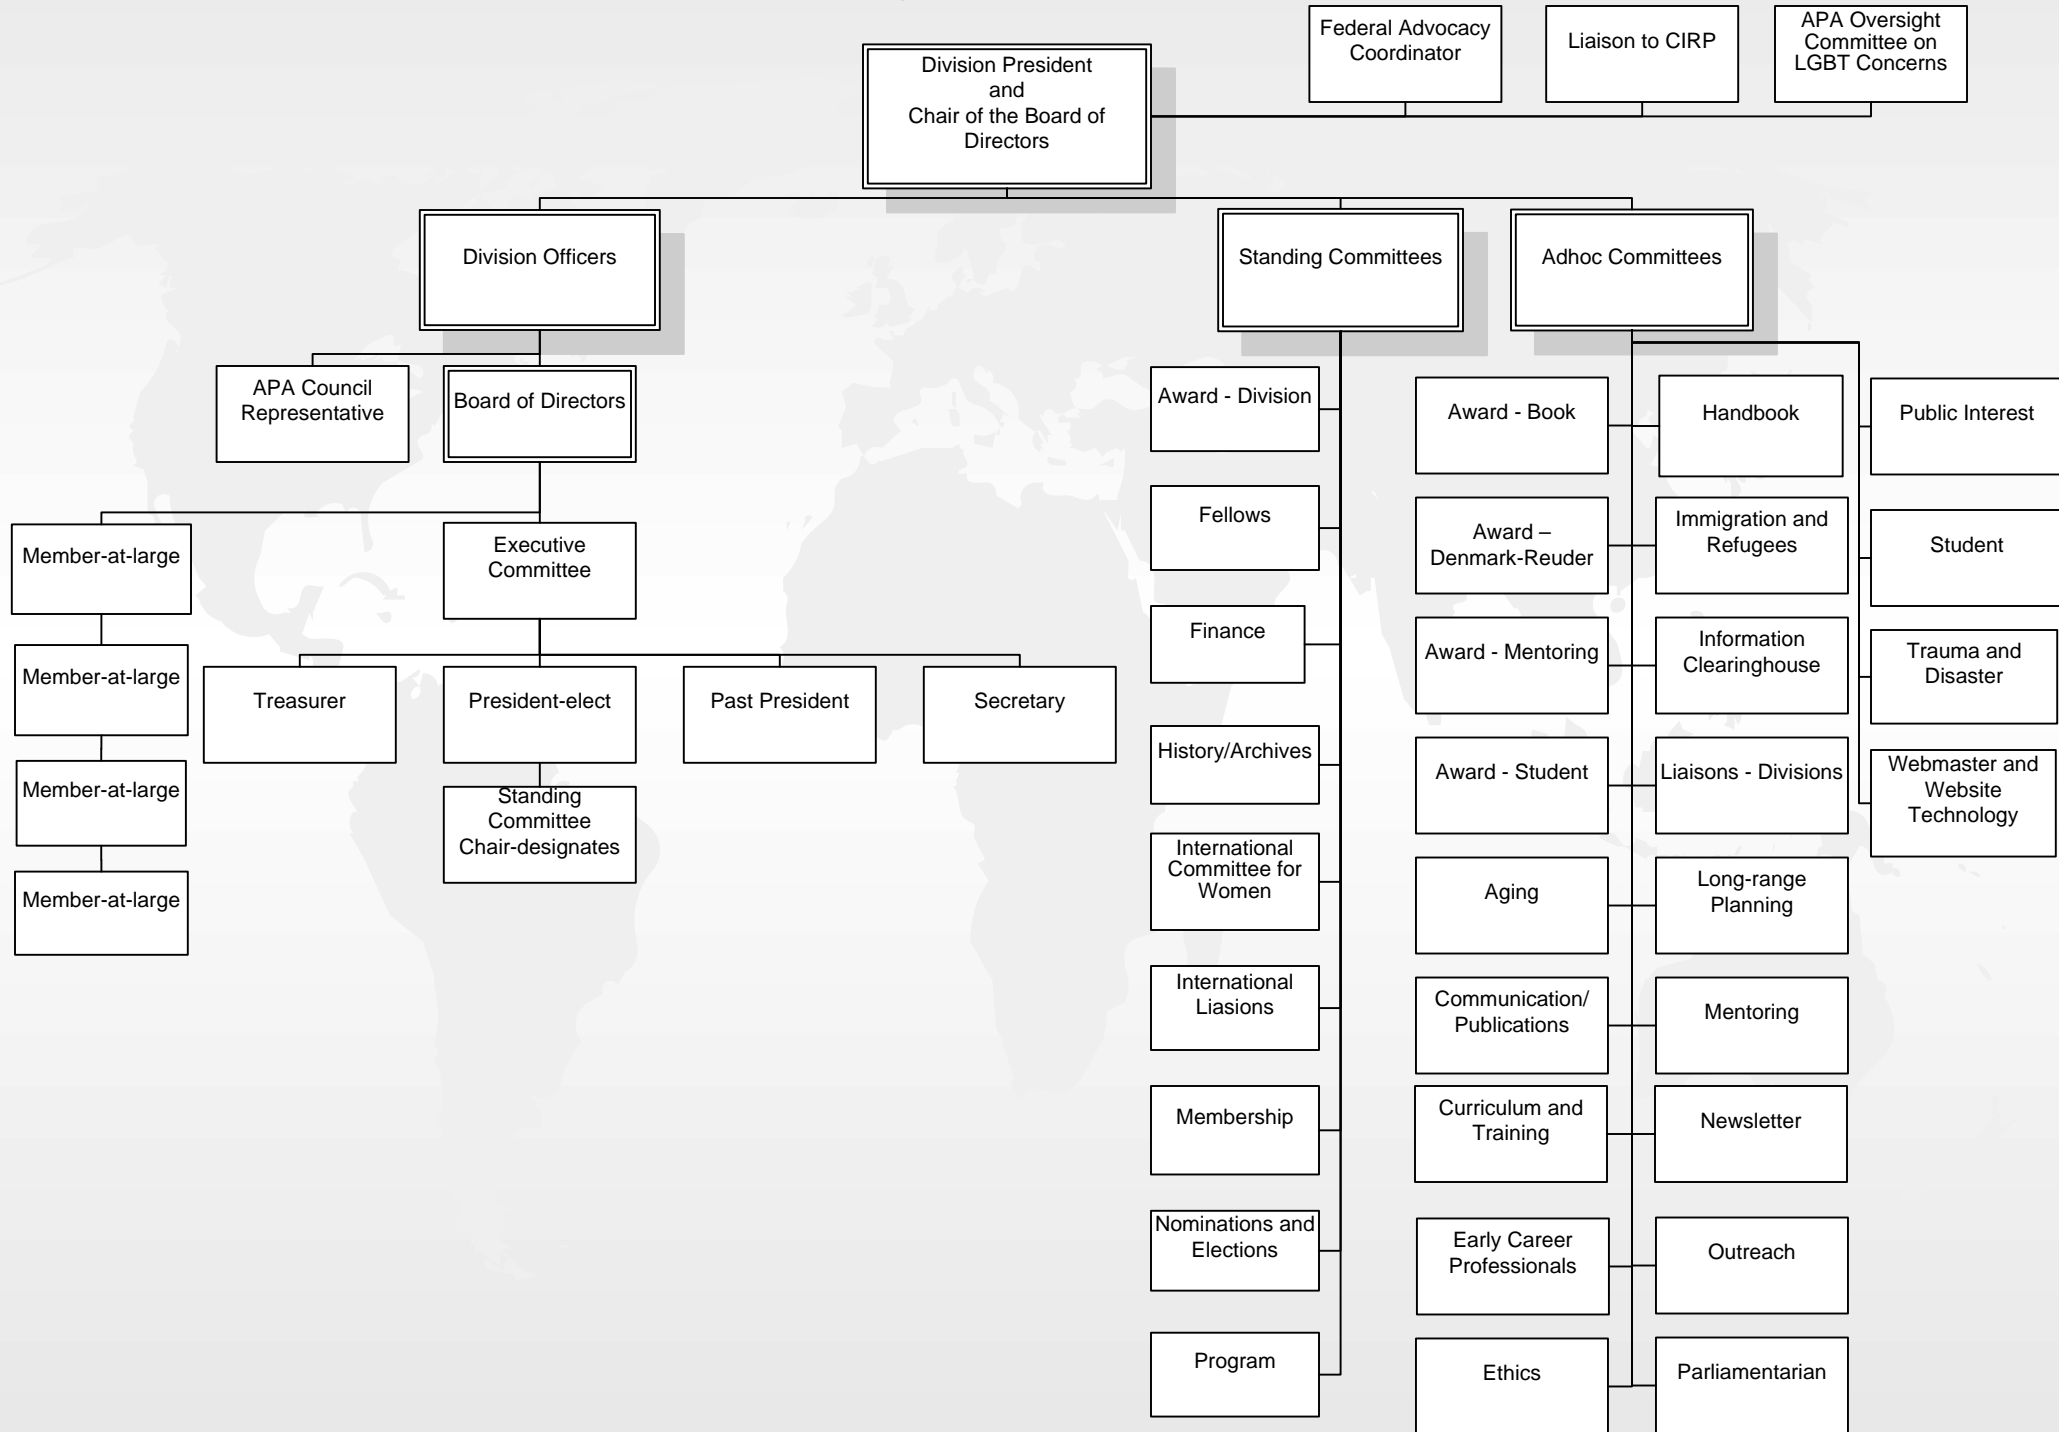 Division President
and
Chair of the Board of
Directors
Federal Advocacy
Coordinator
Liaison to CIRP
APA Oversight
Committee on
LGBT Concerns
Division Officers
Standing Committees
Adhoc Committees
APA Council
Representative
Board of Directors
Member-at-large
Member-at-large
Member-at-large
Member-at-large
Executive
Committee
Treasurer
President-elect
Past President
Secretary
Standing
Committee
Chair-designates
Award - Division
Fellows
Finance
History/Archives
International
Committee for
Women
International
Liasions
Membership
Nominations and
Elections
Program
Award - Book
Award –
Denmark-Reuder
Award - Mentoring
Award - Student
Aging
Communication/
Publications
Curriculum and
Training
Early Career
Professionals
Ethics
Handbook
Immigration and
Refugees
Information
Clearinghouse
Liaisons - Divisions
Long-range
Planning
Mentoring
Newsletter
Outreach
Parliamentarian
Public Interest
Student
Trauma and
Disaster
Webmaster and
Website
Technology